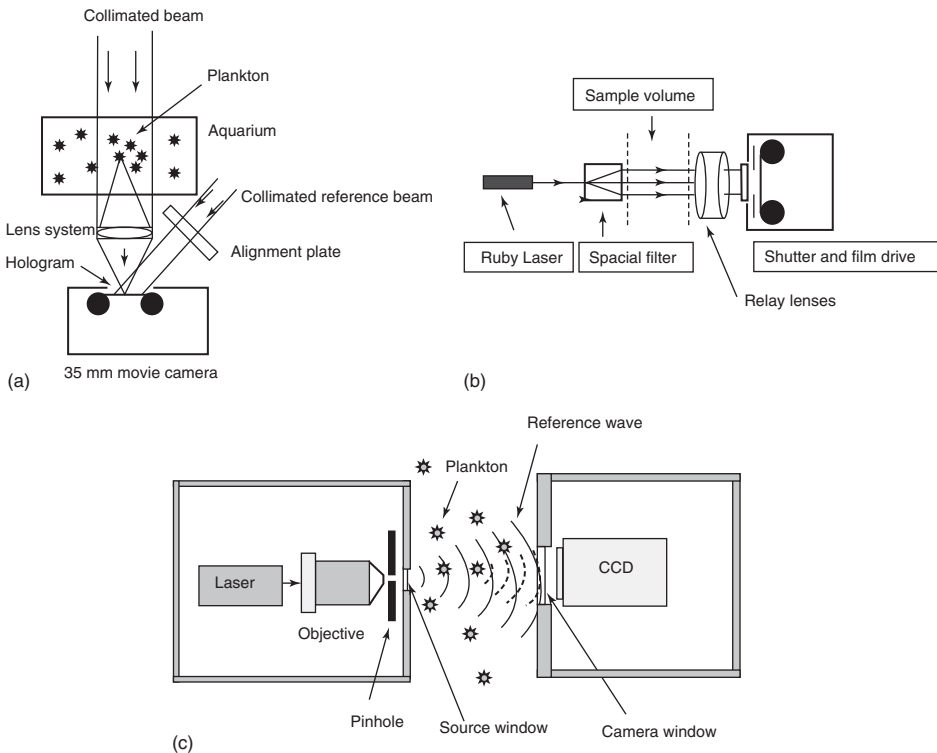 Collimated beam
Plankton
Aquarium
Collimated reference beam
Lens system
Alignment plate
Hologram
35 mm movie camera
(a)
Sample volume
Ruby Laser
Spacial filter
Shutter and film drive
Relay lenses
(b)
Reference wave
Plankton
Laser
CCD
Objective
Pinhole
Source window
Camera window
(c)